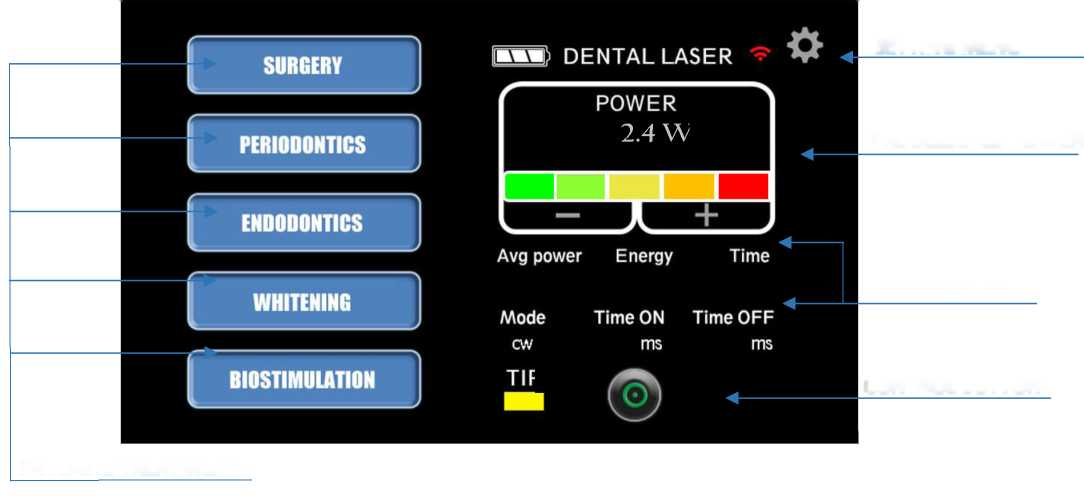 SURGERY
PERIODONTICS
ENDODONTICS
WHITENING
BIOSTIMULATION
DENTAL LASER
POWER
2.4 W
− +
Avg power Energy Time
Mode Time ON Time OFF
cw ms ms
TIF